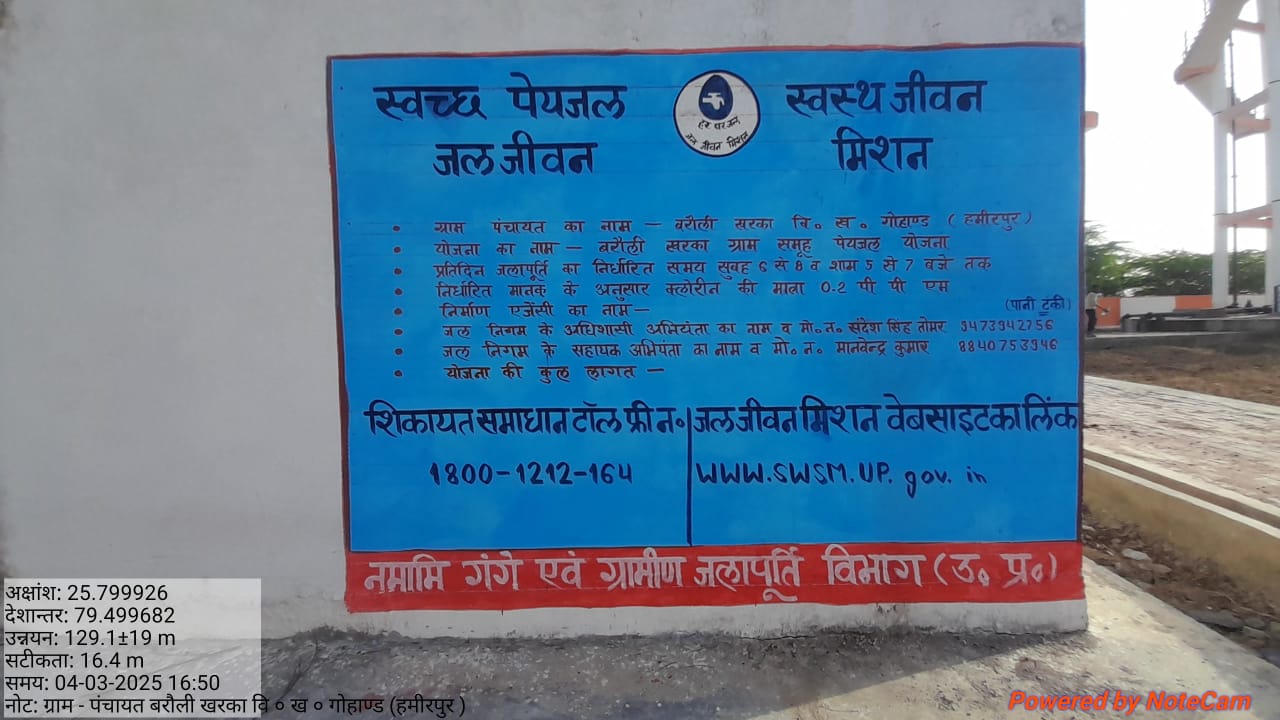 स्वच्छ पेयजल
स्वस्थ जीवन
जल जीवन
मिशन
हर घर जल
जल जीवन मिशन
• ग्राम पंचायत का नाम – बरौली खरका वि० ख० गोहाण्ड ( हमीरपुर )
• योजना का नाम – बरौली खरका ग्राम समूह पेयजल योजना
• प्रतिदिन जलापूर्ति का निर्धारित समय सुबह 6 से 8 व शाम 5 से 7 बजे तक
• निर्धारित मानक के अनुसार क्लोरीन की मात्रा 0.2 पी पी एम
• निर्माण एजेंसी का नाम – (पानी टंकी)
• जल निगम के अधिशासी अभियंता का नाम व मो० न० संदेश सिंह तोमर 9473942756
• जल निगम के सहायक अभियंता का नाम व मो० न० मानवेन्द्र कुमार 8840753946
• योजना की कुल लागत –
शिकायत समाधान टॉल फ्री न०
1800-1212-164
जल जीवन मिशन वेबसाइट का लिंक
WWW.SWSM.UP. gov. in
नमामि गंगे एवं ग्रामीण जलापूर्ति विभाग (उ० प्र०)
अक्षांश: 25.799926
देशान्तर: 79.499682
उन्नयन: 129.1±19 m
सटीकता: 16.4 m
समय: 04-03-2025 16:50
नोट: ग्राम - पंचायत बरौली खरका वि ० ख ० गोहाण्ड (हमीरपुर )
Powered by NoteCam